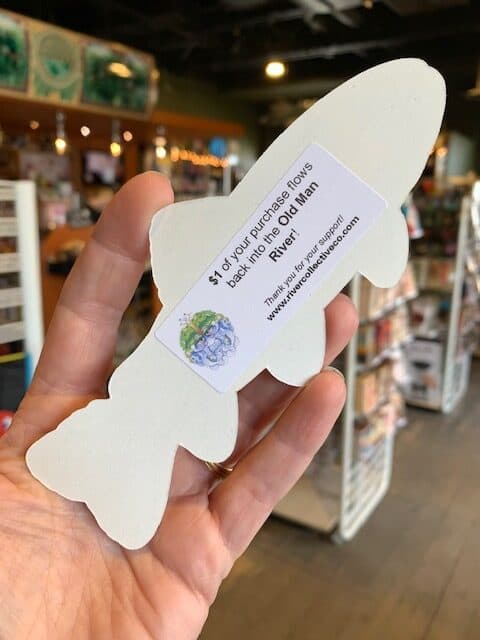 $1 of your purchase flows
back into the Old Man
River!
Thank you for your support!
www.rivercollectiveco.com